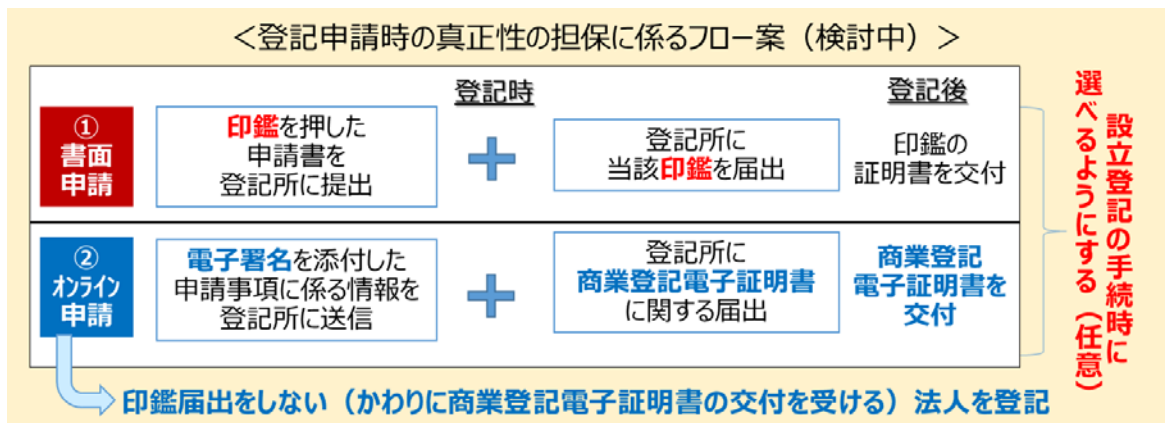 ＜登記申請時の真正性の担保に係るフロー案（検討中）＞
登記時
登記後
①
書面
申請
印鑑を押した
申請書を
登記所に提出
＋
登記所に
当該印鑑を届出
印鑑の
証明書を交付
②
オンライン
申請
電子署名を添付した
申請事項に係る情報を
登記所に送信
＋
登記所に
商業登記電子証明書
に関する届出
商業登記
電子証明書を
交付
設立登記の手続時に
選べるようにする（任意）
印鑑届出をしない（かわりに商業登記電子証明書の交付を受ける）法人を登記